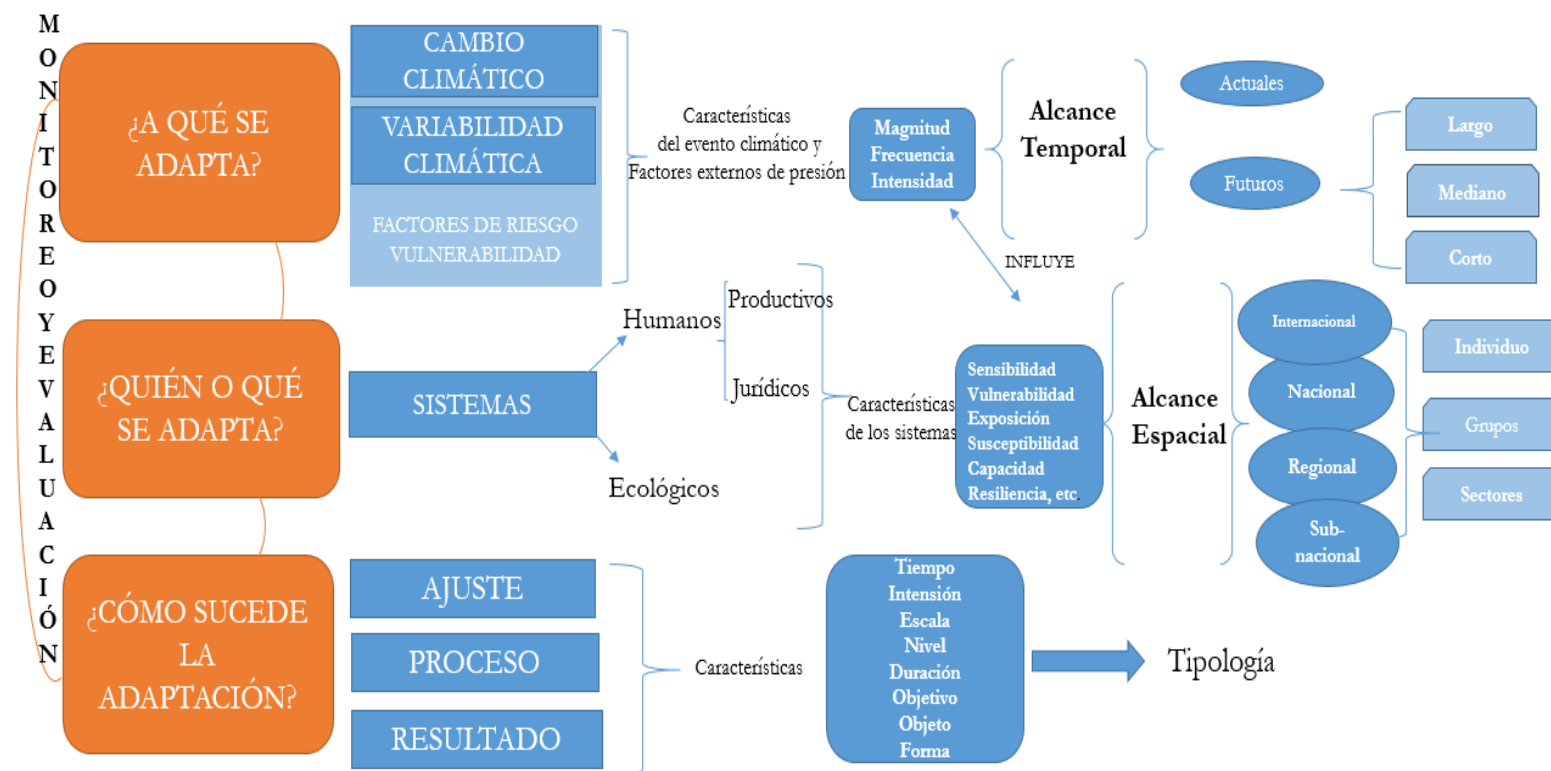 MONÍTOREO Y EVALUACIÓN
¿A QUÉ SE
ADAPTA?
CAMBIO
CLIMÁTICO
VARIABILIDAD
CLIMÁTICA
FACTORES DE RIESGO
VULNERABILIDAD
Características
del evento climático y
Factores externos de presión
Magnitud
Frecuencia
Intensidad
Alcance
Temporal
Actuales
Futuros
Largo
Mediano
Corto
INFLUYE
¿QUIÉN O QUÉ
SE ADAPTA?
SISTEMAS
Humanos
Productivos
Jurídicos
Ecológicos
Características
de los sistemas
Sensibilidad
Vulnerabilidad
Exposición
Susceptibilidad
Capacidad
Resiliencia, etc.
Alcance
Espacial
Internacional
Nacional
Regional
Sub-
nacional
Individuo
Grupos
Sectores
¿CÓMO SUCEDE
LA
ADAPTACIÓN?
AJUSTE
PROCESO
RESULTADO
Características
Tiempo
Intensión
Escala
Nivel
Duración
Objetivo
Objeto
Forma
Tipología